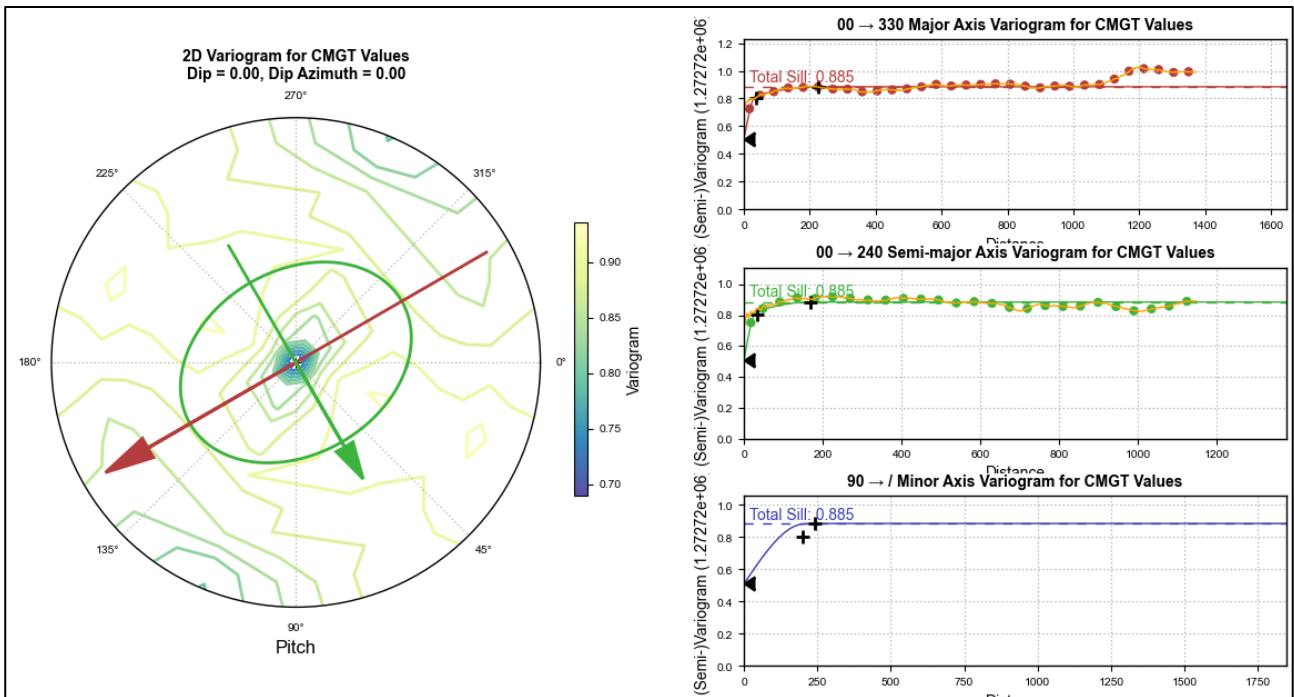 2D Variogram for CMGT Values
Dip = 0.00, Dip Azimuth = 0.00
270°
225°
315°
180°
0°
135°
45°
90°
Pitch
0.90
0.85
0.80
0.75
0.70
Variogram
00 → 330 Major Axis Variogram for CMGT Values
(Semi-)Variogram (1.27272e+06)
Total Sill: 0.885
1.2
1.0
0.8
0.6
0.4
0.2
0.0
0 200 400 600 800 1000 1200 1400 1600
Distance
00 → 240 Semi-major Axis Variogram for CMGT Values
(Semi-)Variogram (1.27272e+06)
Total Sill: 0.885
1.0
0.8
0.6
0.4
0.2
0.0
0 200 400 600 800 1000 1200
Distance
90 → / Minor Axis Variogram for CMGT Values
(Semi-)Variogram (1.27272e+06)
Total Sill: 0.885
1.0
0.8
0.6
0.4
0.2
0.0
0 250 500 750 1000 1250 1500 1750